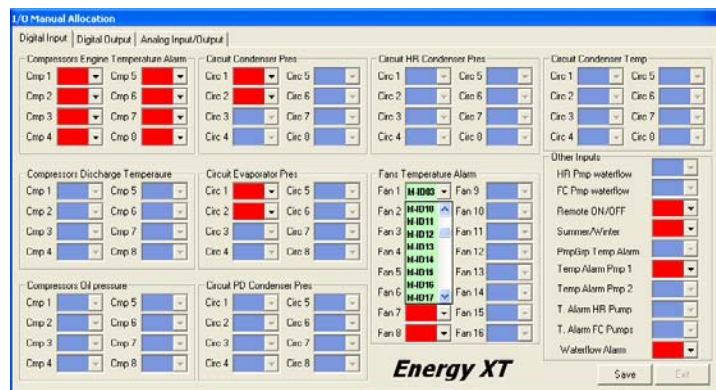 I/O Manual Allocation
Digital Input Digital Output Analog Input/Output
Compressors Engine Temperature Alarm
Cmp 1 Cmp 5
Cmp 2 Cmp 6
Cmp 3 Cmp 7
Cmp 4 Cmp 8
Circuit Condenser Pres
Circ 1 Circ 5
Circ 2 Circ 6
Circ 3 Circ 7
Circ 4 Circ 8
Circuit HR Condenser Pres
Circ 1 Circ 5
Circ 2 Circ 6
Circ 3 Circ 7
Circ 4 Circ 8
Circuit Condenser Temp
Circ 1 Circ 5
Circ 2 Circ 6
Circ 3 Circ 7
Circ 4 Circ 8
Compressors Discharge Temperaure
Cmp 1 Cmp 5
Cmp 2 Cmp 6
Cmp 3 Cmp 7
Cmp 4 Cmp 8
Circuit Evaporator Pres
Circ 1 Circ 5
Circ 2 Circ 6
Circ 3 Circ 7
Circ 4 Circ 8
Fans Temperature Alarm
Fan 1 M-ID03 Fan 9
Fan 2 M-ID10 Fan 10
M-ID11
Fan 3 M-ID12 Fan 11
M-ID13
Fan 4 M-ID14 Fan 12
Fan 5 M-ID15 Fan 13
M-ID16
Fan 6 M-ID17 Fan 14
Fan 7 Fan 15
Fan 8 Fan 16
Other Inputs
HR Pmp waterflow
FC Pmp waterflow
Remote ON/OFF
Summer/Winter
PmpGrp Temp Alarm
Temp Alarm Pmp 1
Temp Alarm Pmp 2
T. Alarm HR Pump
T. Alarm FC Pumps
Waterflow Alarm
Compressors Oil pressure
Cmp 1 Cmp 5
Cmp 2 Cmp 6
Cmp 3 Cmp 7
Cmp 4 Cmp 8
Circuit PD Condenser Pres
Circ 1 Circ 5
Circ 2 Circ 6
Circ 3 Circ 7
Circ 4 Circ 8
Energy XT
Save Exit